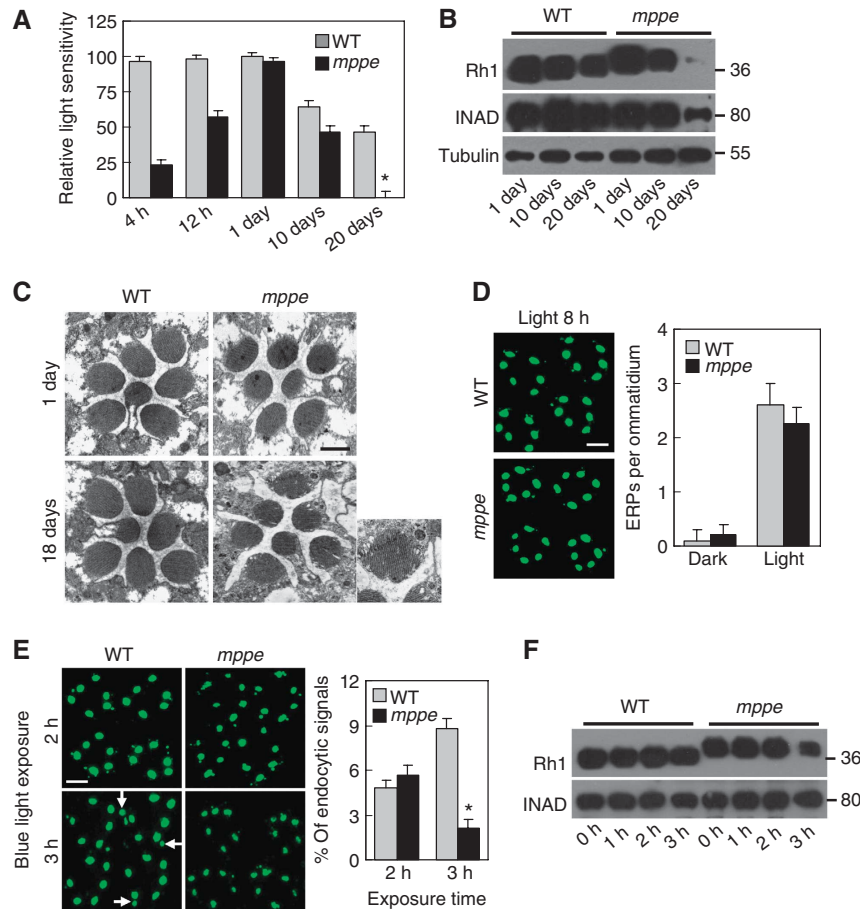 A
Relative light sensitivity
125
100
75
50
25
0
WT
mppe
*
4 h
12 h
1 day
10 days
20 days
B
WT
mppe
Rh1
36
INAD
80
Tubulin
55
1 day
10 days
20 days
1 day
10 days
20 days
C
WT
mppe
1 day
18 days
D
Light 8 h
WT
mppe
ERPs per ommatidium
4
3
2
1
0
WT
mppe
Dark
Light
E
WT
mppe
Blue light exposure
2 h
3 h
% Of endocytic signals
12
9
6
3
0
WT
mppe
*
2 h
3 h
Exposure time
F
WT
mppe
Rh1
36
INAD
80
0 h
1 h
2 h
3 h
0 h
1 h
2 h
3 h